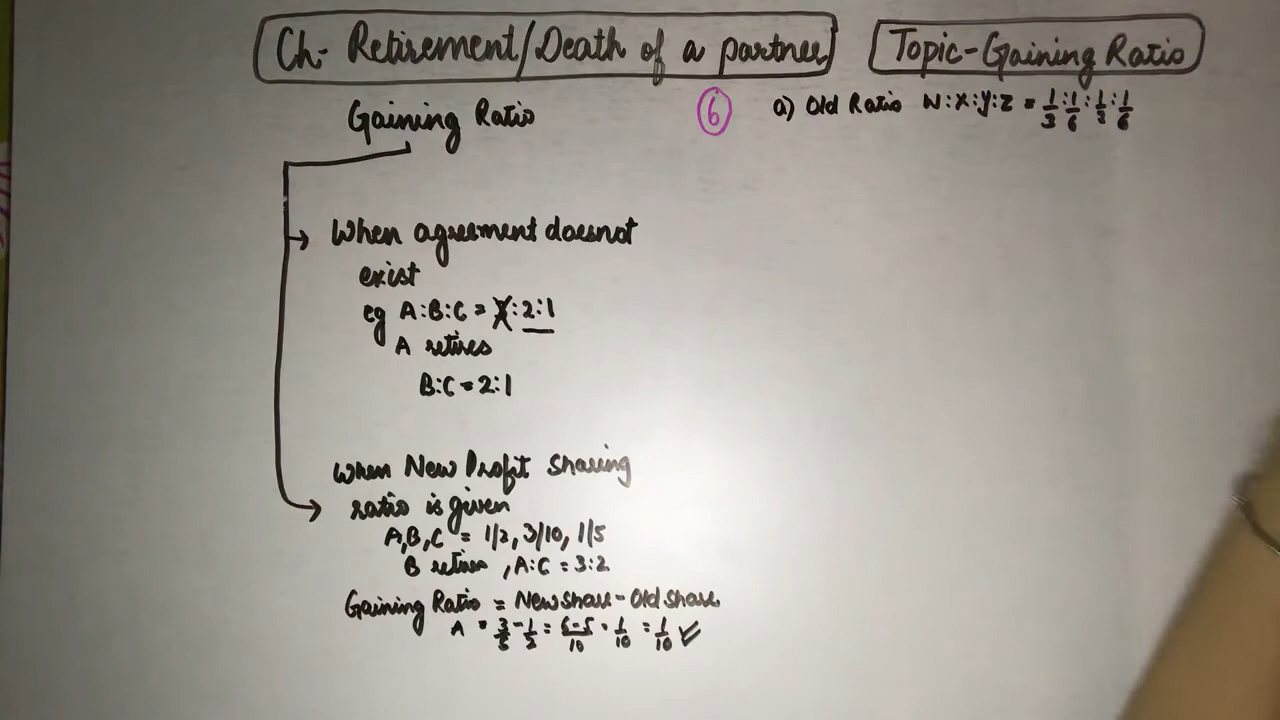 Ch- Retirement/Death of a partner
Topic-Gaining Ratio
Gaining Ratio
When agreement doesnot
exist
eg A:B:C = X:2:1
A retires
B:C = 2:1
When New Profit sharing
ratio is given
A,B,C = 1/2, 3/10, 1/5
B retires, A:C = 3:2
Gaining Ratio = New share - Old share
A = 3/5 - 1/2 = 6-5/10 = 1/10 = 1/10
6
a) Old Ratio W:X:Y:Z = 1/3:1/6:1/3:1/6